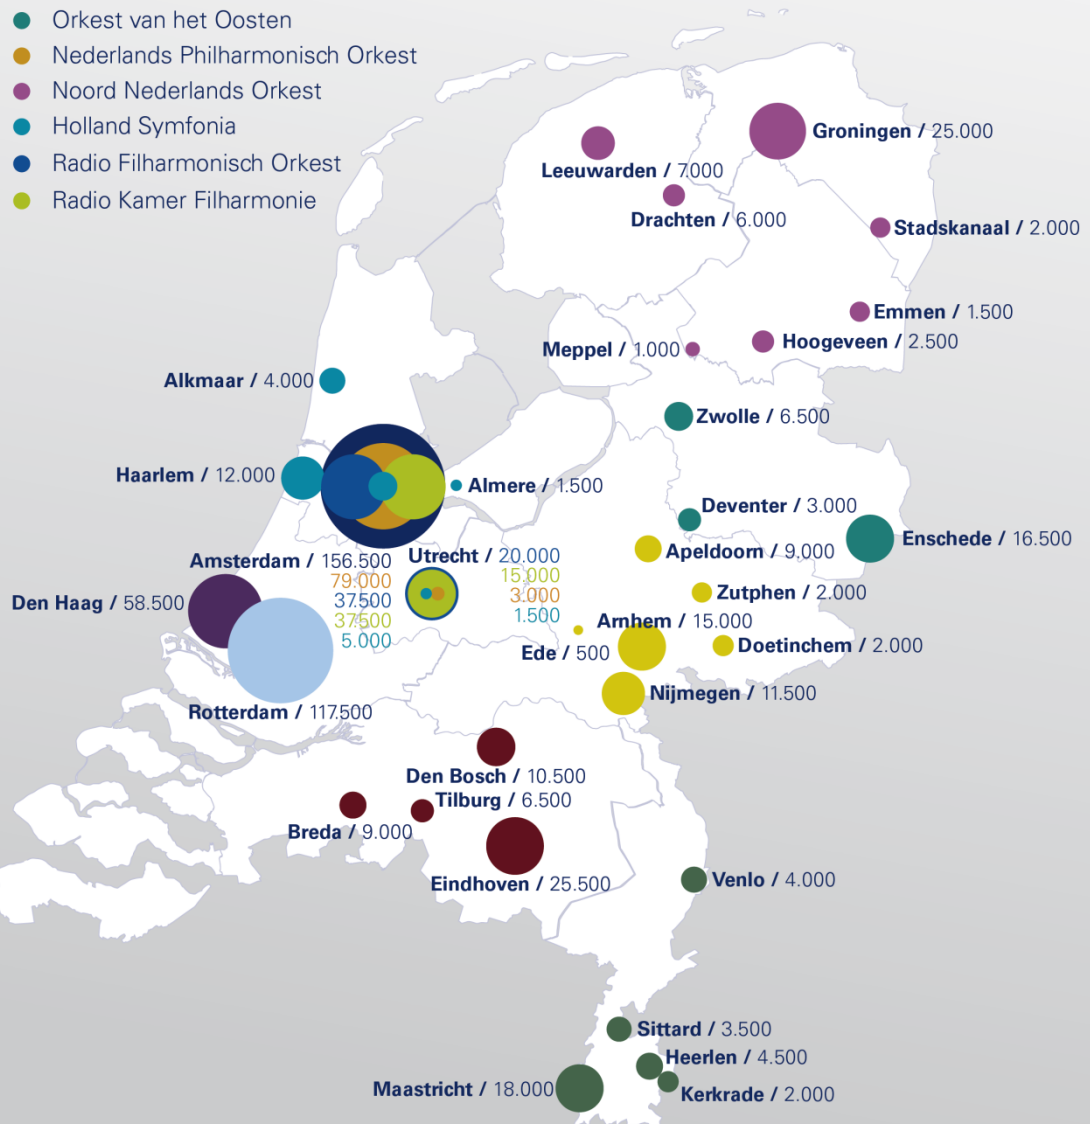 Orkest van het Oosten
Nederlands Philharmonisch Orkest
Noord Nederlands Orkest
Holland Symfonia
Radio Filharmonisch Orkest
Radio Kamer Filharmonie
Groningen / 25.000
Leeuwarden / 7.000
Drachten / 6.000
Stadskanaal / 2.000
Emmen / 1.500
Hoogeveen / 2.500
Meppel / 1.000
Alkmaar / 4.000
Zwolle / 6.500
Haarlem / 12.000
Almere / 1.500
Deventer / 3.000
Enschede / 16.500
Apeldoorn / 9.000
Amsterdam / 156.500
79.000
37.500
37.500
5.000
Utrecht / 20.000
15.000
3.000
1.500
Zutphen / 2.000
Den Haag / 58.500
Arnhem / 15.000
Doetinchem / 2.000
Ede / 500
Nijmegen / 11.500
Rotterdam / 117.500
Den Bosch / 10.500
Tilburg / 6.500
Breda / 9.000
Eindhoven / 25.500
Venlo / 4.000
Sittard / 3.500
Heerlen / 4.500
Maastricht / 18.000
Kerkrade / 2.000